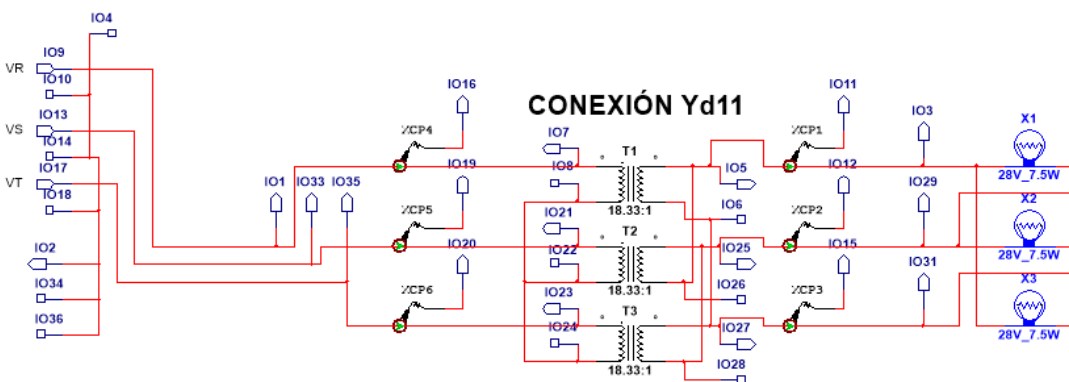 IO4
VR IO9
IO10
VS IO13
IO14
VT IO17
IO18
IO2
IO34
IO36
IO1 IO33 IO35
XCP4 IO16
XCP5 IO19
XCP6 IO20
CONEXIÓN Yd11
IO7 T1
IO8 IO5
18.33:1 IO6
IO21 T2
IO22 IO25
18.33:1 IO26
IO23 T3
IO24 IO27
18.33:1 IO28
XCP1 IO11
XCP2 IO12
XCP3 IO15
IO3
IO29
IO31
X1
28V_7.5W
X2
28V_7.5W
X3
28V_7.5W